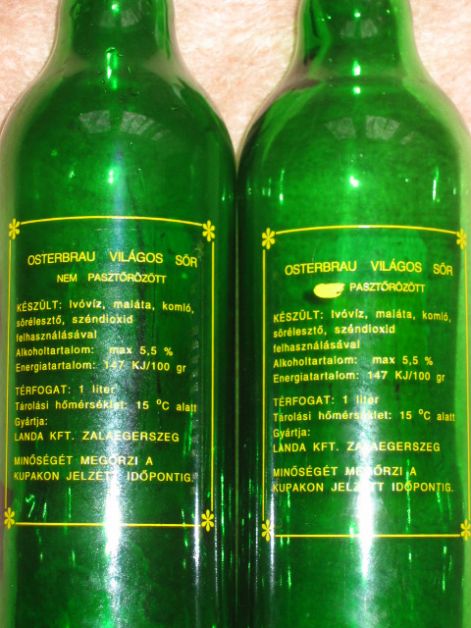 OSTERBRAU VILÁGOS SÖR
NEM PASZTŐRÖZÖTT
KÉSZÜLT: Ivóvíz, maláta, komló,
sörélesztő, széndioxid
felhasználásával
Alkoholtartalom: max 5,5 %
Energiatartalom: 147 KJ/100 gr
TÉRFOGAT: 1 liter
Tárolási hőmérséklet: 15 °C alatt
Gyártja:
LANDA KFT. ZALAEGERSZEG
MINŐSÉGÉT MEGŐRZI A
KUPAKON JELZETT IDŐPONTIG.
OSTERBRAU VILÁGOS SÖR
PASZTŐRÖZÖTT
KÉSZÜLT: Ivóvíz, maláta, komló,
sörélesztő, széndioxid
felhasználásával
Alkoholtartalom: max 5,5 %
Energiatartalom: 147 KJ/100 gr
TÉRFOGAT: 1 liter
Tárolási hőmérséklet: 15 °C alatt
Gyártja:
LANDA KFT. ZALAEGERSZEG
MINŐSÉGÉT MEGŐRZI A
KUPAKON JELZETT IDŐPONTIG.